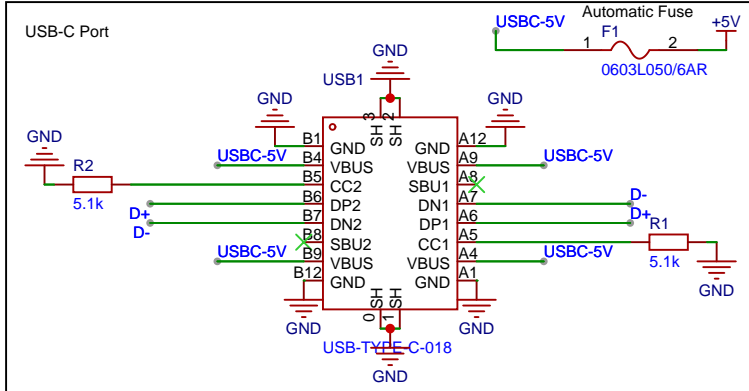 Automatic Fuse
USB-C Port
USBC-5V
F1
+5V
1
2
GND
0603L050/6AR
USB1
GND
3
2
GND
SH
SH
GND
B1
GND
GND
A12
USBC-5V
B4
VBUS
VBUS
A9
USBC-5V
R2
B5
CC2
SBU1
A8
5.1k
B6
DP2
DN1
A7
D-
D+
B7
DN2
DP1
A6
D+
D-
R1
B8
SBU2
CC1
A5
USBC-5V
B9
VBUS
VBUS
A4
USBC-5V
5.1k
B12
GND
GND
A1
GND
SH
SH
GND
0
1
GND
USB-TYPE-C-018
GND